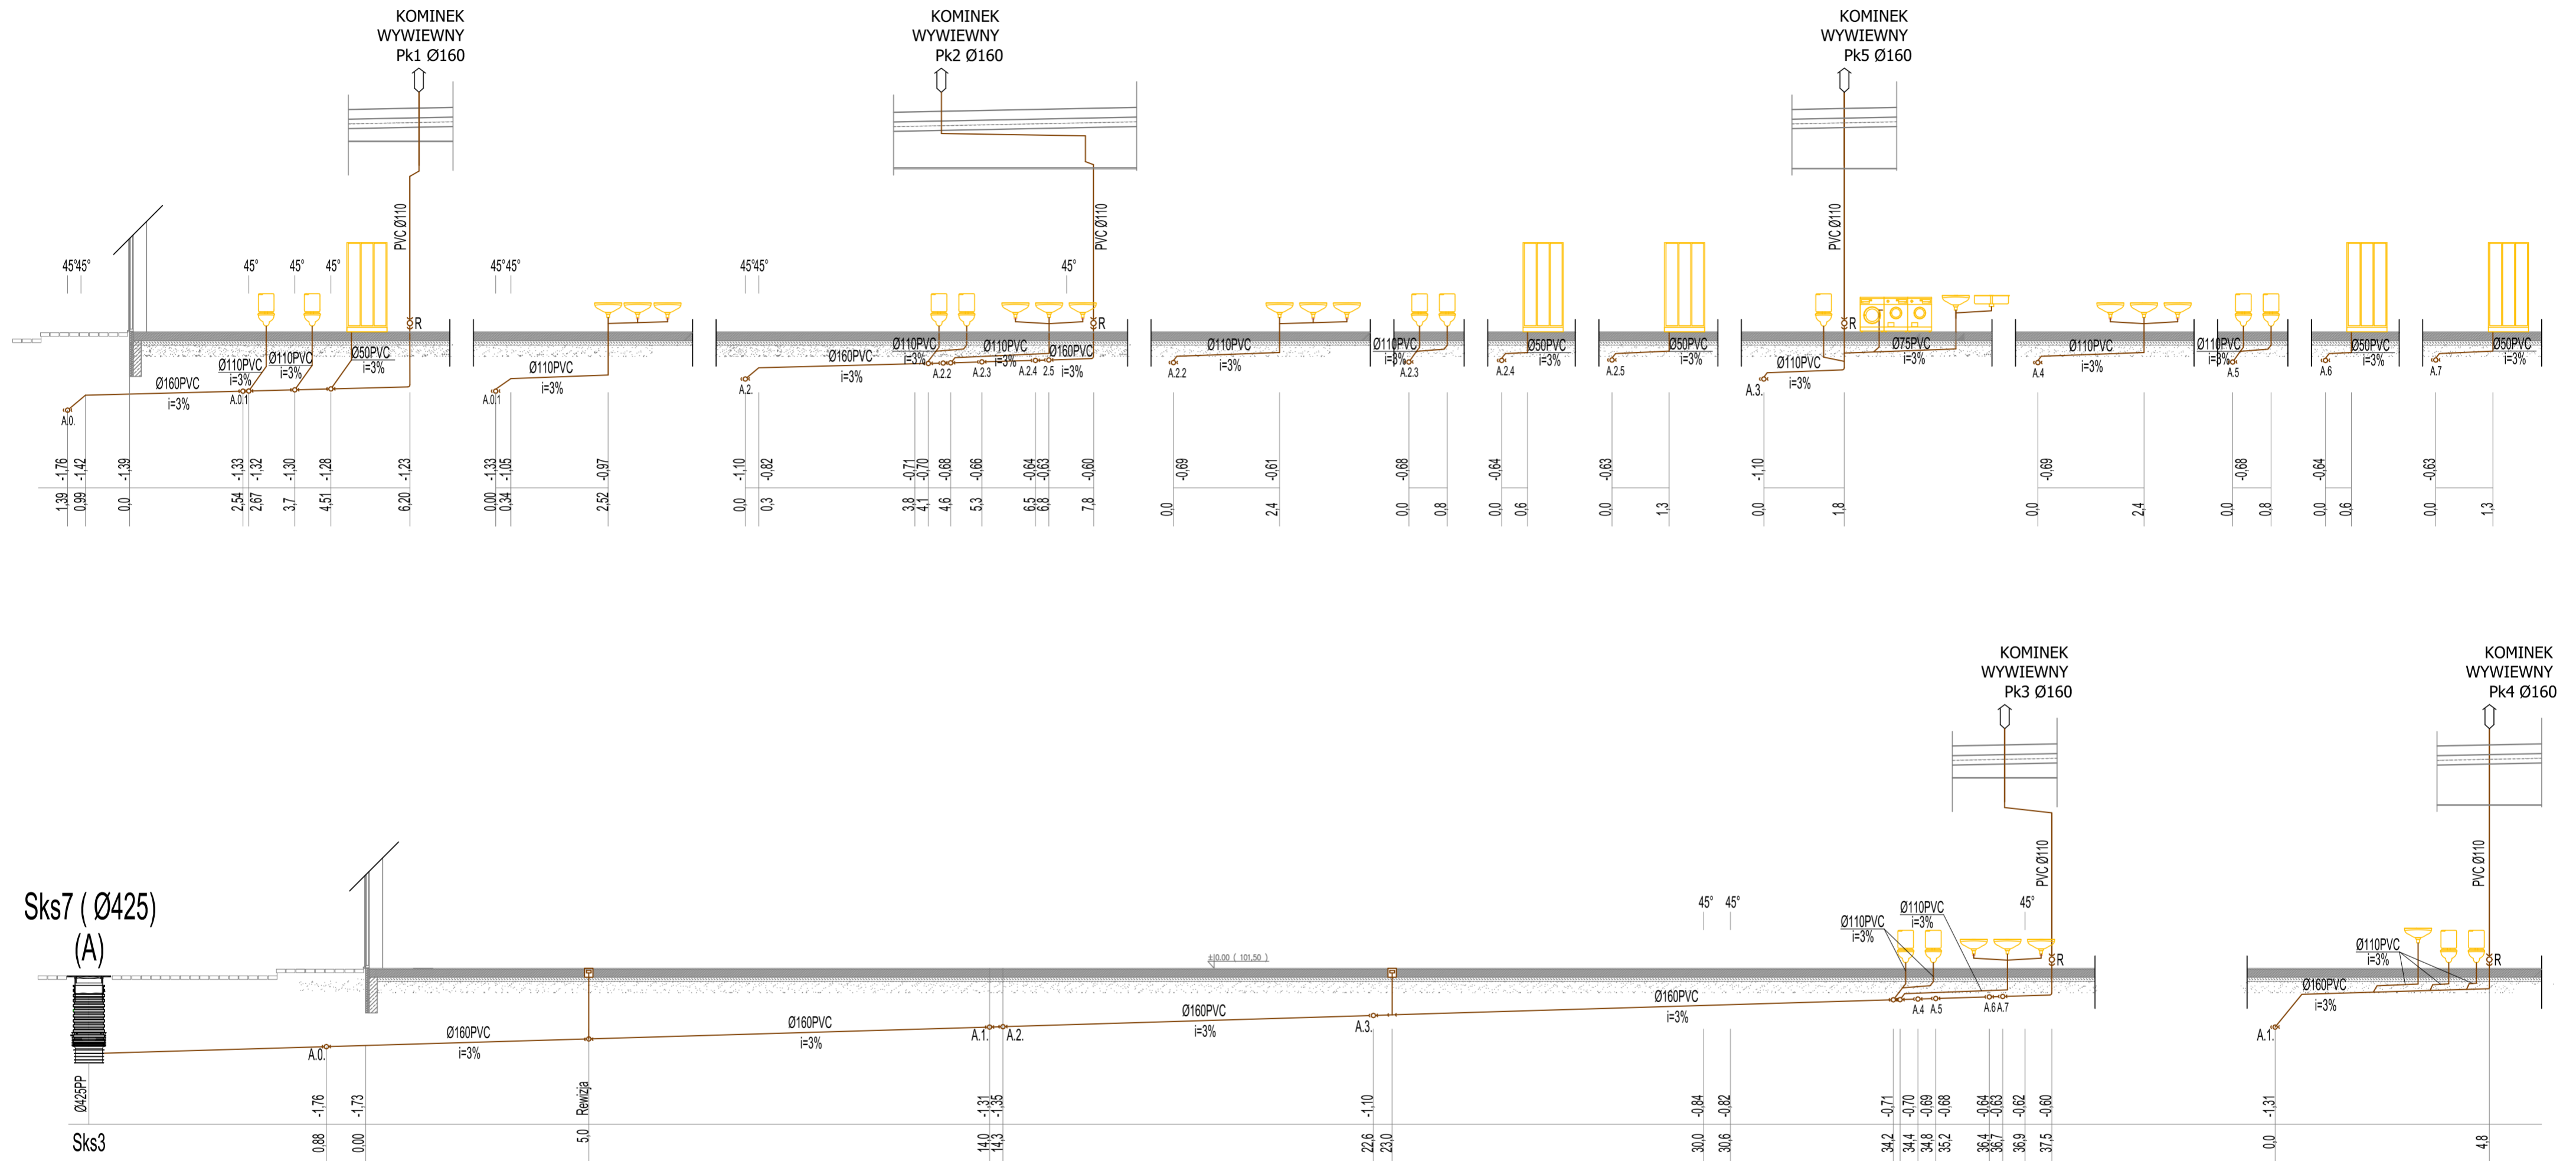 KOMINEK
WYWIEWNY
Pk1 Ø160
KOMINEK
WYWIEWNY
Pk2 Ø160
KOMINEK
WYWIEWNY
Pk5 Ø160
PVC Ø110
45°45°
45°
45°
45°
R
Ø160PVC
i=3%
Ø110PVC
i=3%
Ø110PVC
i=3%
Ø50PVC
i=3%
A.0.
A.0.1
-1,76
-1,42
-1,39
-1,33
-1,32
-1,30
-1,28
-1,23
1,39
0,99
0,0
2,54
2,67
3,7
4,51
6,20
45°45°
Ø110PVC
i=3%
A.0.1
-1,33
-1,05
-0,97
0,00
0,34
2,52
PVC Ø110
45°45°
45°
R
Ø160PVC
i=3%
Ø110PVC
i=3%
Ø110PVC
i=3%
Ø160PVC
i=3%
A.2.
A.2.2
A.2.3
A.2.4
2.5
-1,10
-0,82
-0,71
-0,70
-0,68
-0,66
-0,64
-0,63
-0,60
0,0
0,3
3,8
4,1
4,6
5,3
6,5
6,8
7,8
Ø110PVC
i=3%
A.2.2
-0,69
-0,61
0,0
2,4
Ø110PVC
i=3%
A.2.3
-0,68
0,0
0,8
Ø50PVC
i=3%
A.2.4
-0,64
0,0
0,6
Ø50PVC
i=3%
A.2.5
-0,63
0,0
1,3
PVC Ø110
R
Ø75PVC
i=3%
Ø110PVC
i=3%
A.3.
-1,10
0,0
1,8
Ø110PVC
i=3%
A.4
-0,69
0,0
2,4
Ø110PVC
i=3%
A.5
-0,68
0,0
0,8
Ø50PVC
i=3%
A.6
-0,64
0,0
0,6
Ø50PVC
i=3%
A.7
-0,63
0,0
1,3
KOMINEK
WYWIEWNY
Pk3 Ø160
KOMINEK
WYWIEWNY
Pk4 Ø160
Sks7 ( Ø425)
(A)
±|0.00 ( 101,50 )
45°
45°
45°
PVC Ø110
R
Ø110PVC
i=3%
Ø110PVC
i=3%
Ø160PVC
i=3%
Ø160PVC
i=3%
Ø160PVC
i=3%
Ø160PVC
i=3%
A.0.
A.1.
A.2.
A.3.
A.4
A.5
A.6
A.7
Ø425PP
-1,76
-1,73
Rewizja
-1,31
-1,35
-1,10
-0,84
-0,82
-0,71
-0,70
-0,69
-0,68
-0,64
-0,63
-0,62
-0,60
Sks3
0,88
0,00
5,0
14,0
14,3
22,6
23,0
30,0
30,6
34,2
34,4
34,8
35,2
36,4
36,7
36,9
37,5
PVC Ø110
R
Ø110PVC
i=3%
Ø160PVC
i=3%
A.1.
-1,31
0,0
4,8